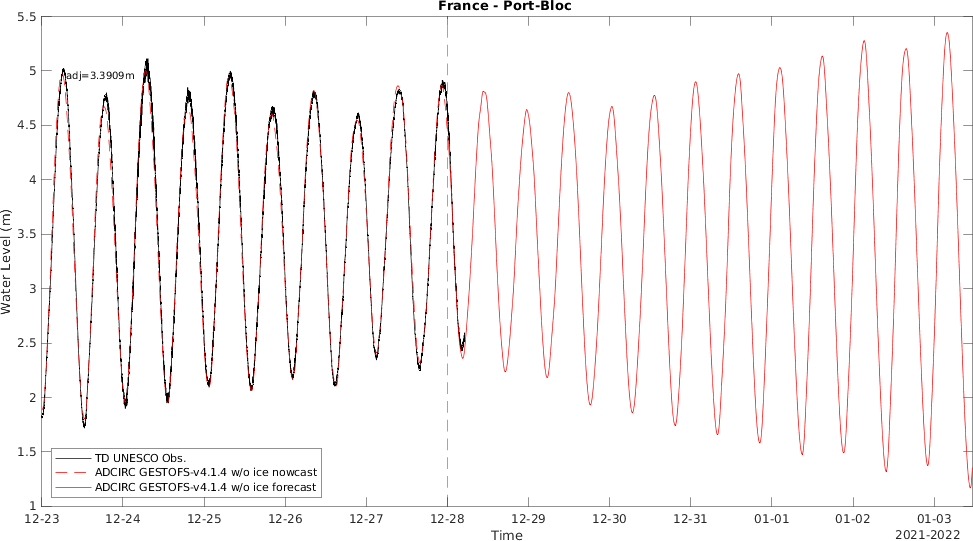 France - Port-Bloc
5.5
5
4.5
4
3.5
3
2.5
2
1.5
1
Water Level (m)
adj=3.3909m
TD UNESCO Obs.
ADCIRC GESTOFS-v4.1.4 w/o ice nowcast
ADCIRC GESTOFS-v4.1.4 w/o ice forecast
12-23 12-24 12-25 12-26 12-27 12-28 12-29 12-30 12-31 01-01 01-02 01-03
Time
2021-2022